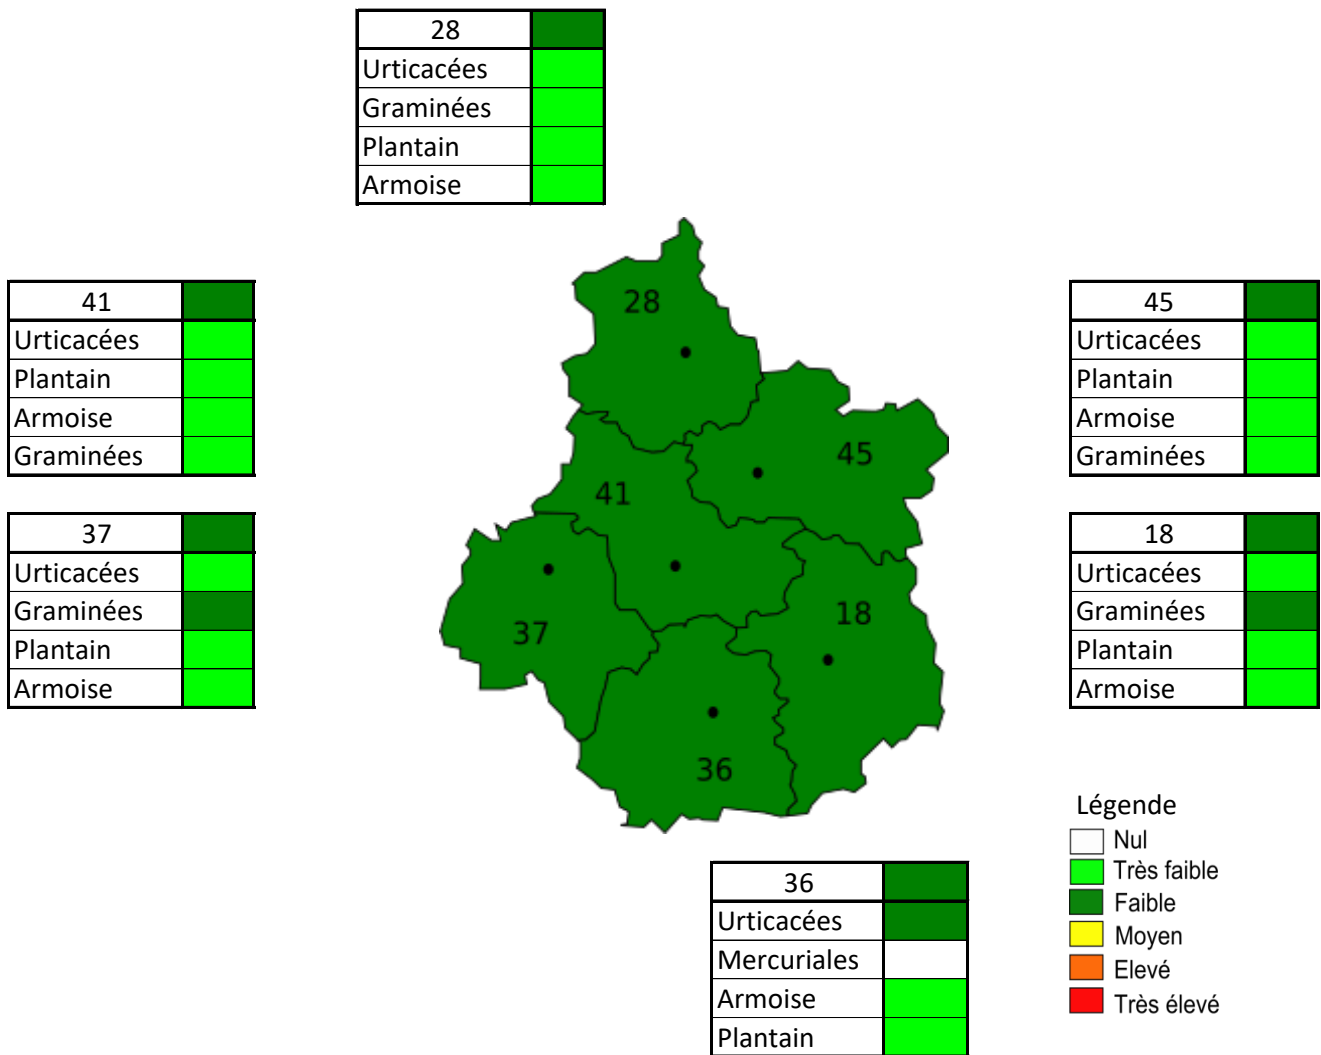 28
Urticacées
Graminées
Plantain
Armoise
41
Urticacées
Plantain
Armoise
Graminées
37
Urticacées
Graminées
Plantain
Armoise
28
45
41
37
18
36
45
Urticacées
Plantain
Armoise
Graminées
18
Urticacées
Graminées
Plantain
Armoise
36
Urticacées
Mercuriales
Armoise
Plantain
Légende
Nul
Très faible
Faible
Moyen
Elevé
Très élevé